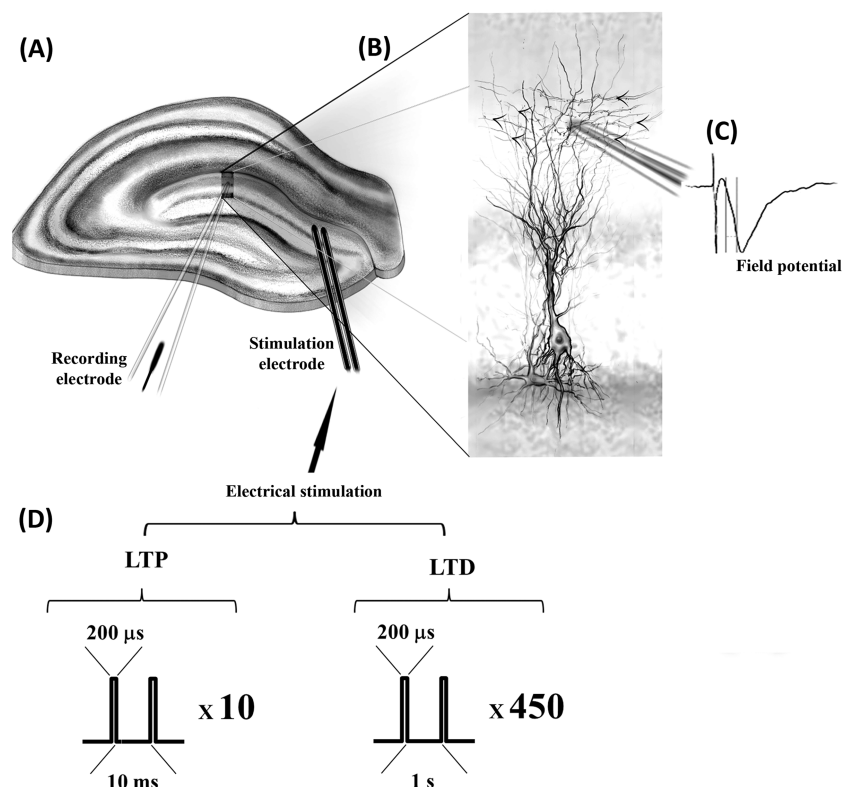 (A)
(B)
(C)
Field potential
Recording
electrode
Stimulation
electrode
Electrical stimulation
(D)
LTP
LTD
200 μs
200 μs
x 10
x 450
10 ms
1 s